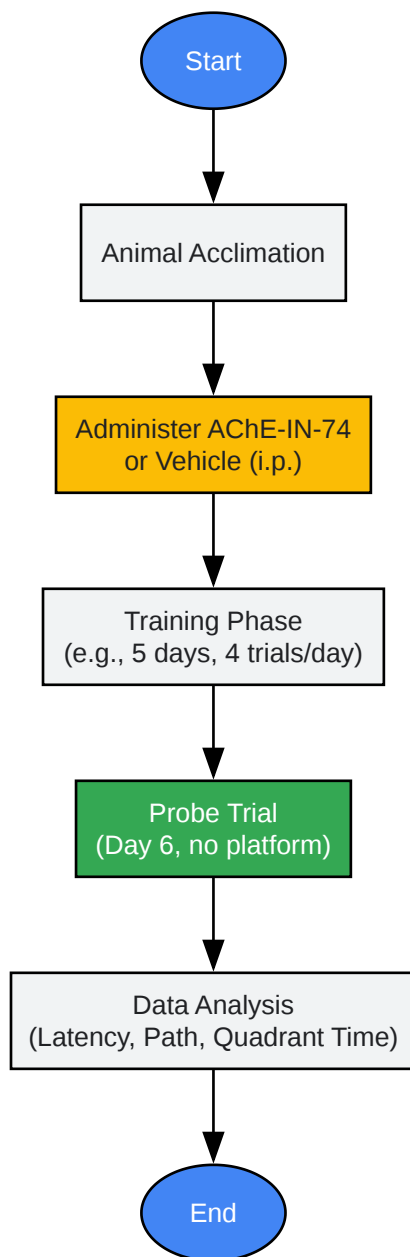 Start
Animal Acclimation
Administer AChE-IN-74
or Vehicle (i.p.)
Training Phase
(e.g., 5 days, 4 trials/day)
Probe Trial
(Day 6, no platform)
Data Analysis
(Latency, Path, Quadrant Time)
End